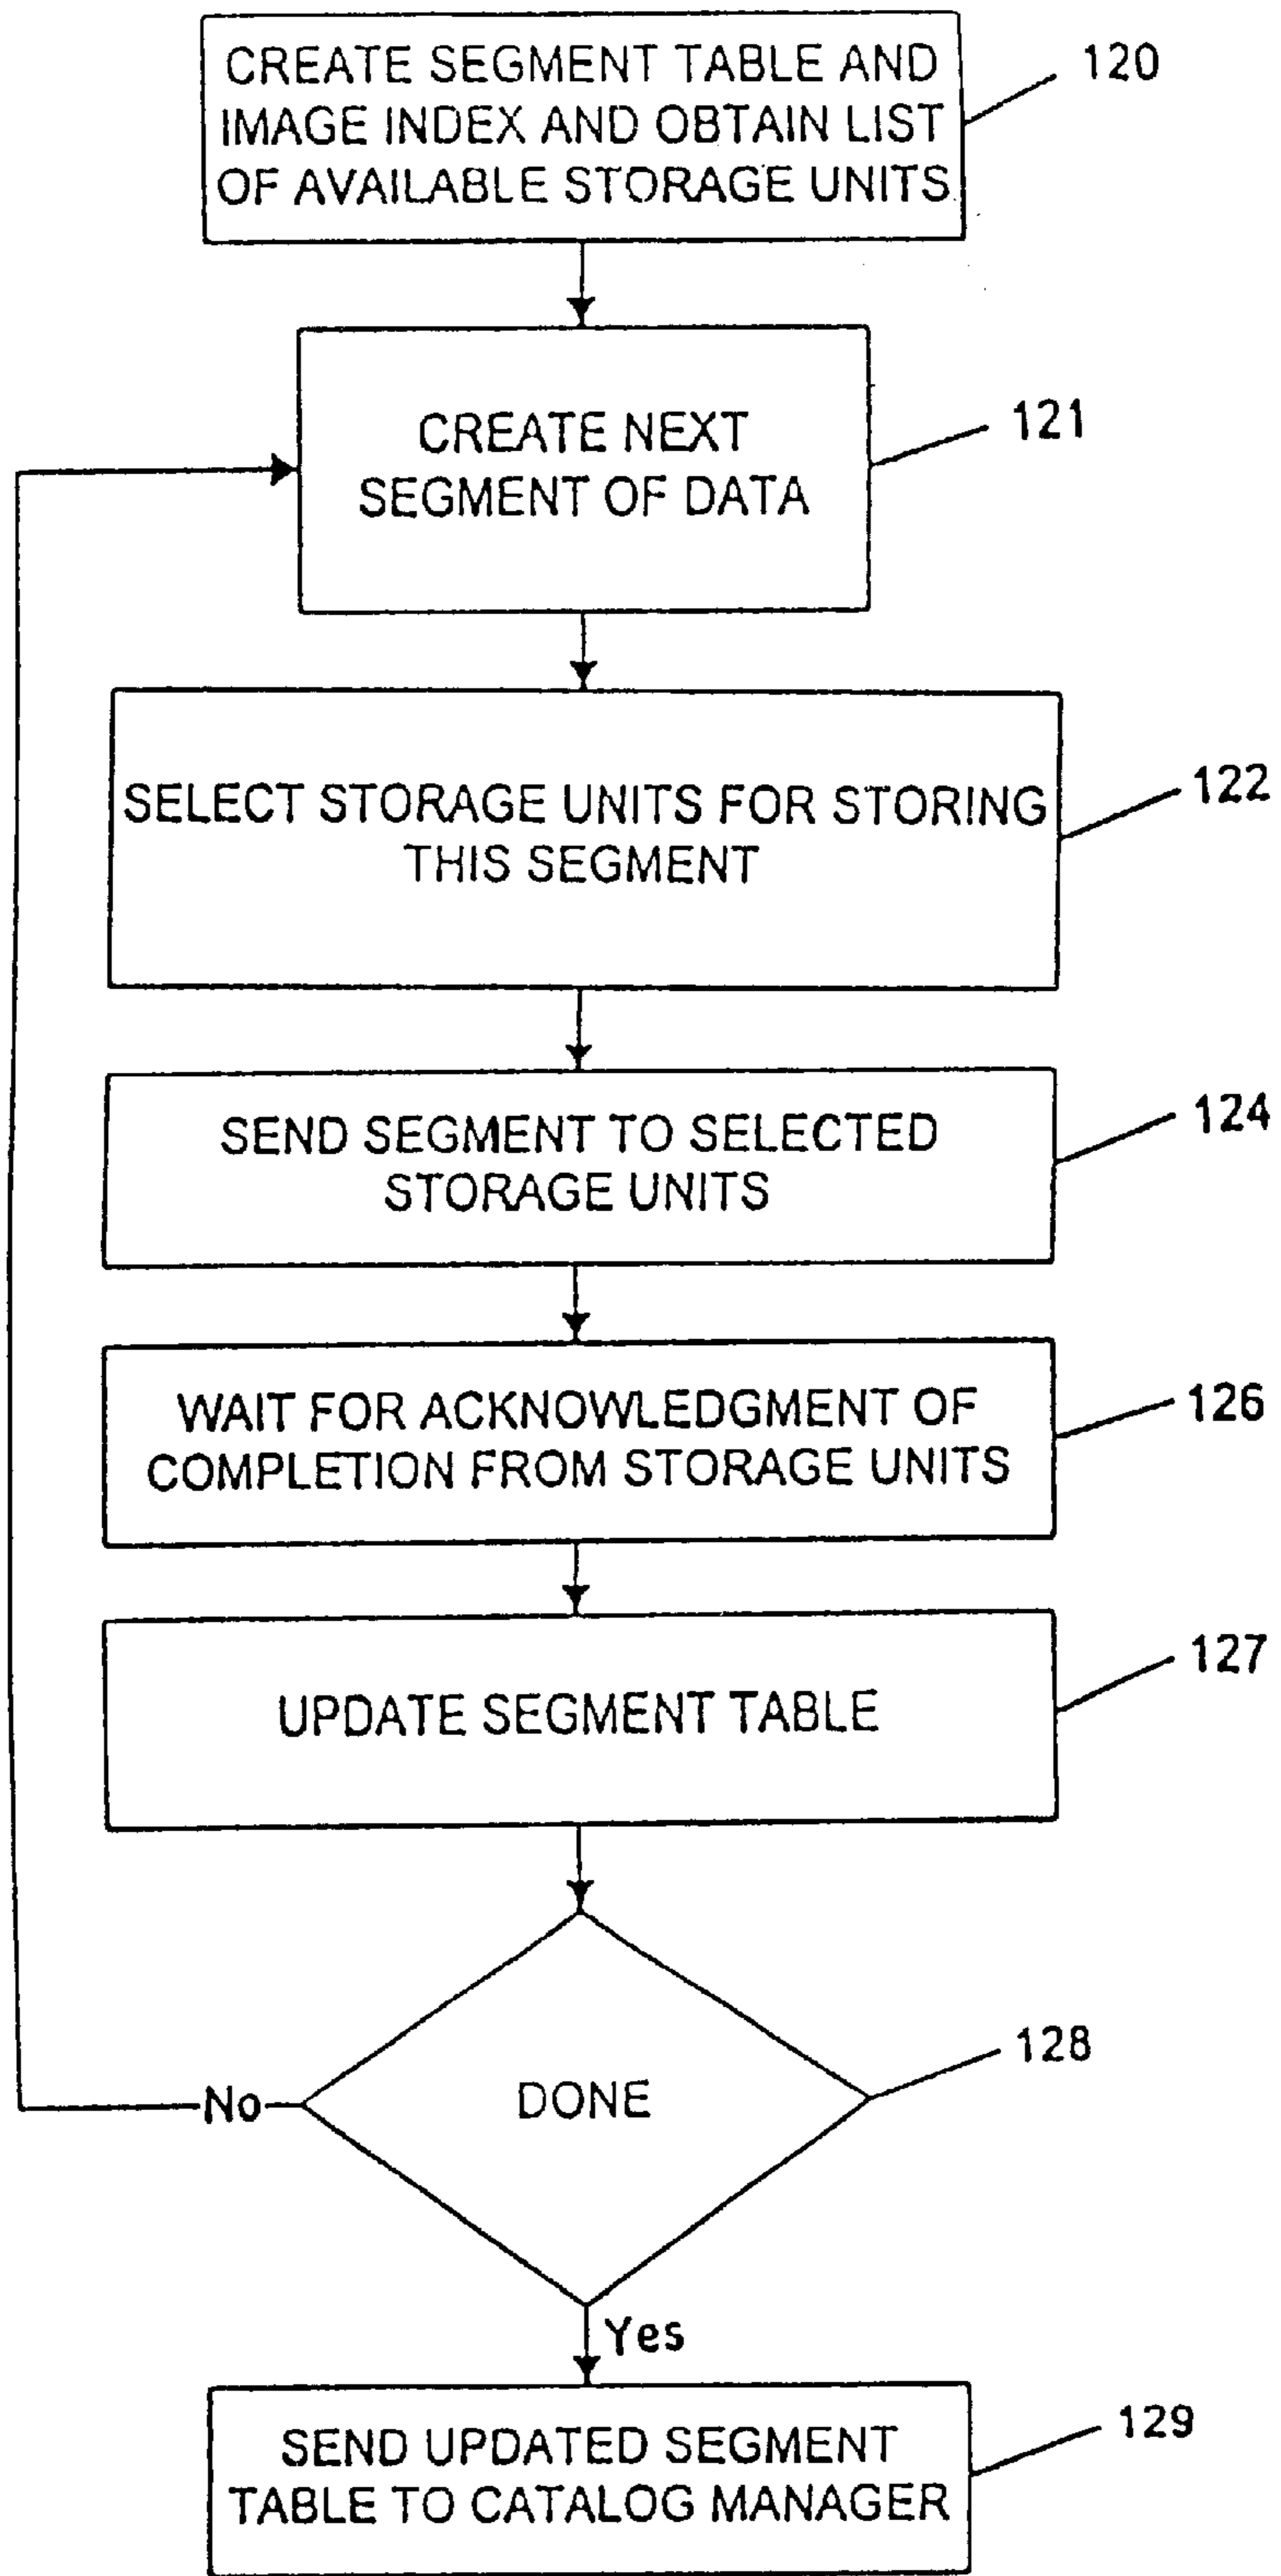 CREATE SEGMENT TABLE AND
IMAGE INDEX AND OBTAIN LIST
OF AVAILABLE STORAGE UNITS
120
CREATE NEXT
SEGMENT OF DATA
121
SELECT STORAGE UNITS FOR STORING
THIS SEGMENT
122
SEND SEGMENT TO SELECTED
STORAGE UNITS
124
WAIT FOR ACKNOWLEDGMENT OF
COMPLETION FROM STORAGE UNITS
126
UPDATE SEGMENT TABLE
127
DONE
128
No
Yes
SEND UPDATED SEGMENT
TABLE TO CATALOG MANAGER
129